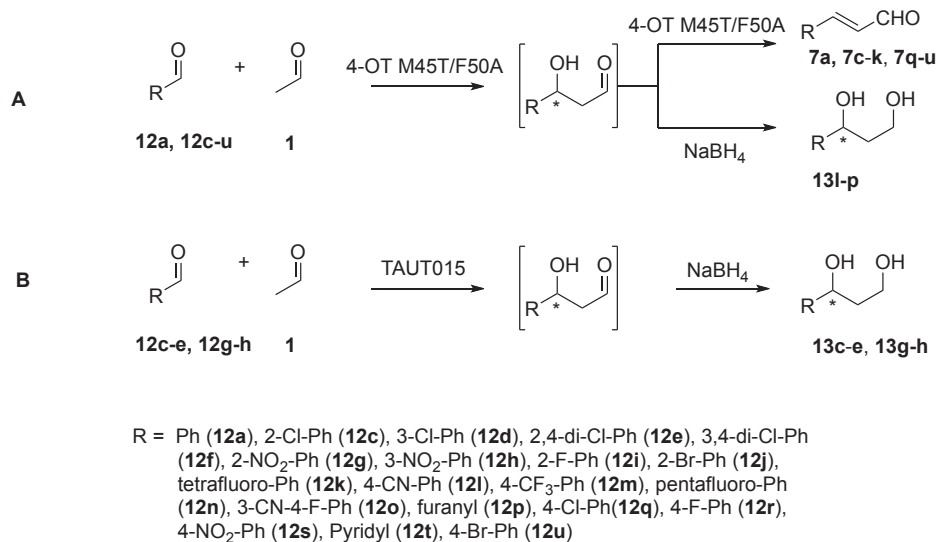 4-OT M45T/F50A
R CHO
7a, 7c-k, 7q-u
A
R O + O
4-OT M45T/F50A
OH O
R *
12a, 12c-u 1
NaBH4
OH OH
R *
13l-p
B
R O + O
TAUT015
OH O
R *
NaBH4
OH OH
R *
12c-e, 12g-h 1
13c-e, 13g-h
R = Ph (12a), 2-Cl-Ph (12c), 3-Cl-Ph (12d), 2,4-di-Cl-Ph (12e), 3,4-di-Cl-Ph
(12f), 2-NO2-Ph (12g), 3-NO2-Ph (12h), 2-F-Ph (12i), 2-Br-Ph (12j),
tetrafluoro-Ph (12k), 4-CN-Ph (12l), 4-CF3-Ph (12m), pentafluoro-Ph
(12n), 3-CN-4-F-Ph (12o), furanyl (12p), 4-Cl-Ph(12q), 4-F-Ph (12r),
4-NO2-Ph (12s), Pyridyl (12t), 4-Br-Ph (12u)